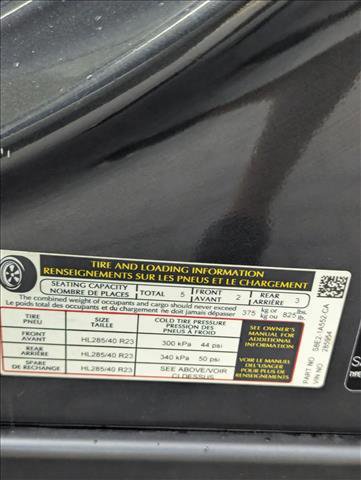 TIRE AND LOADING INFORMATION
RENSEIGNEMENTS SUR LES PNEUS ET LE CHARGEMENT
SEATING CAPACITY
NOMBRE DE PLACES
TOTAL 5
FRONT
AVANT 2
REAR
ARRIÈRE 3
The combined weight of occupants and cargo should never exceed
Le poids total des occupants et du chargement ne doit jamais dépasser
375 kg or 825 lbs.
kg ou lb.
TIRE
PNEU
SIZE
TAILLE
COLD TIRE PRESSURE
PRESSION DES
PNEUS À FROID
FRONT
AVANT
HL285/40 R23
300 kPa 44 psi
REAR
ARRIÈRE
HL285/40 R23
340 kPa 50 psi
SPARE
DE RECHANGE
HL285/40 R23
SEE ABOVE/VOIR
CI DESSUS
SEE OWNER'S
MANUAL FOR
ADDITIONAL
INFORMATION
VOIR LE MANUEL
DE L'USAGER
POUR PLUS DE
RENSEIGNEMENTS
VIN NO